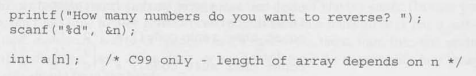 printf("How many numbers do you want to reverse? ");
scanf("%d", &n);
int a[n];   /* C99 only - length of array depends on n */